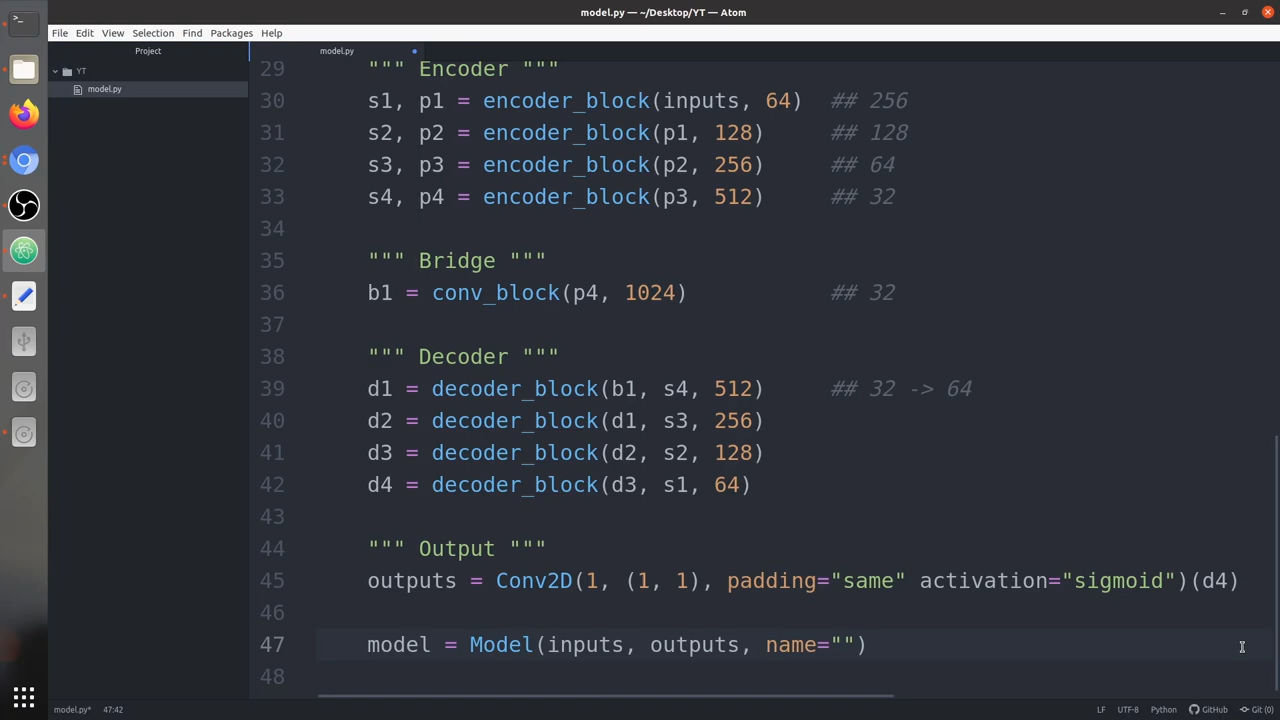 model.py — ~/Desktop/YT — Atom
File Edit View Selection Find Packages Help
Project
model.py
YT
model.py
29 """ Encoder """
30 s1, p1 = encoder_block(inputs, 64) ## 256
31 s2, p2 = encoder_block(p1, 128) ## 128
32 s3, p3 = encoder_block(p2, 256) ## 64
33 s4, p4 = encoder_block(p3, 512) ## 32
34
35 """ Bridge """
36 b1 = conv_block(p4, 1024) ## 32
37
38 """ Decoder """
39 d1 = decoder_block(b1, s4, 512) ## 32 -> 64
40 d2 = decoder_block(d1, s3, 256)
41 d3 = decoder_block(d2, s2, 128)
42 d4 = decoder_block(d3, s1, 64)
43
44 """ Output """
45 outputs = Conv2D(1, (1, 1), padding="same" activation="sigmoid")(d4)
46
47 model = Model(inputs, outputs, name="")
48
model.py* 47:42 LF UTF-8 Python GitHub Git (0)